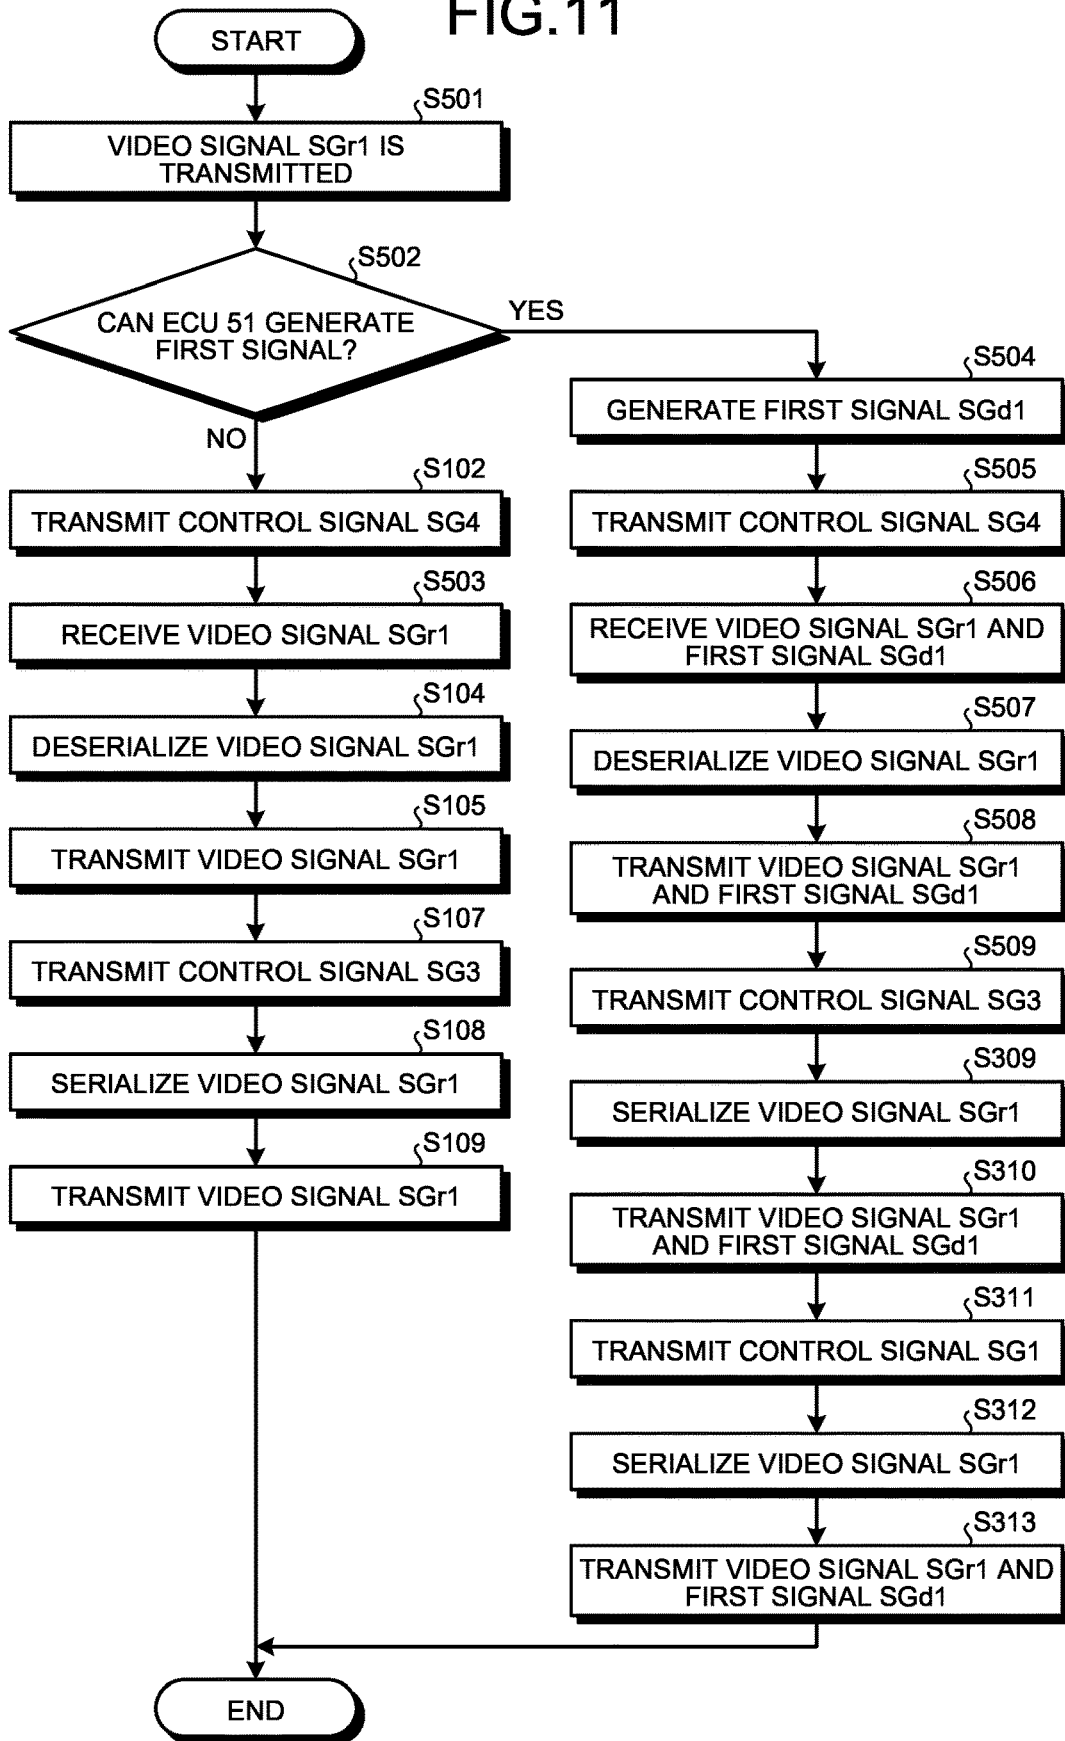 FIG.11
START
S501
VIDEO SIGNAL SGr1 IS
TRANSMITTED
S502
CAN ECU 51 GENERATE
FIRST SIGNAL?
YES
NO
S102
TRANSMIT CONTROL SIGNAL SG4
S503
RECEIVE VIDEO SIGNAL SGr1
S104
DESERIALIZE VIDEO SIGNAL SGr1
S105
TRANSMIT VIDEO SIGNAL SGr1
S107
TRANSMIT CONTROL SIGNAL SG3
S108
SERIALIZE VIDEO SIGNAL SGr1
S109
TRANSMIT VIDEO SIGNAL SGr1
S504
GENERATE FIRST SIGNAL SGd1
S505
TRANSMIT CONTROL SIGNAL SG4
S506
RECEIVE VIDEO SIGNAL SGr1 AND
FIRST SIGNAL SGd1
S507
DESERIALIZE VIDEO SIGNAL SGr1
S508
TRANSMIT VIDEO SIGNAL SGr1
AND FIRST SIGNAL SGd1
S509
TRANSMIT CONTROL SIGNAL SG3
S309
SERIALIZE VIDEO SIGNAL SGr1
S310
TRANSMIT VIDEO SIGNAL SGr1
AND FIRST SIGNAL SGd1
S311
TRANSMIT CONTROL SIGNAL SG1
S312
SERIALIZE VIDEO SIGNAL SGr1
S313
TRANSMIT VIDEO SIGNAL SGr1 AND
FIRST SIGNAL SGd1
END